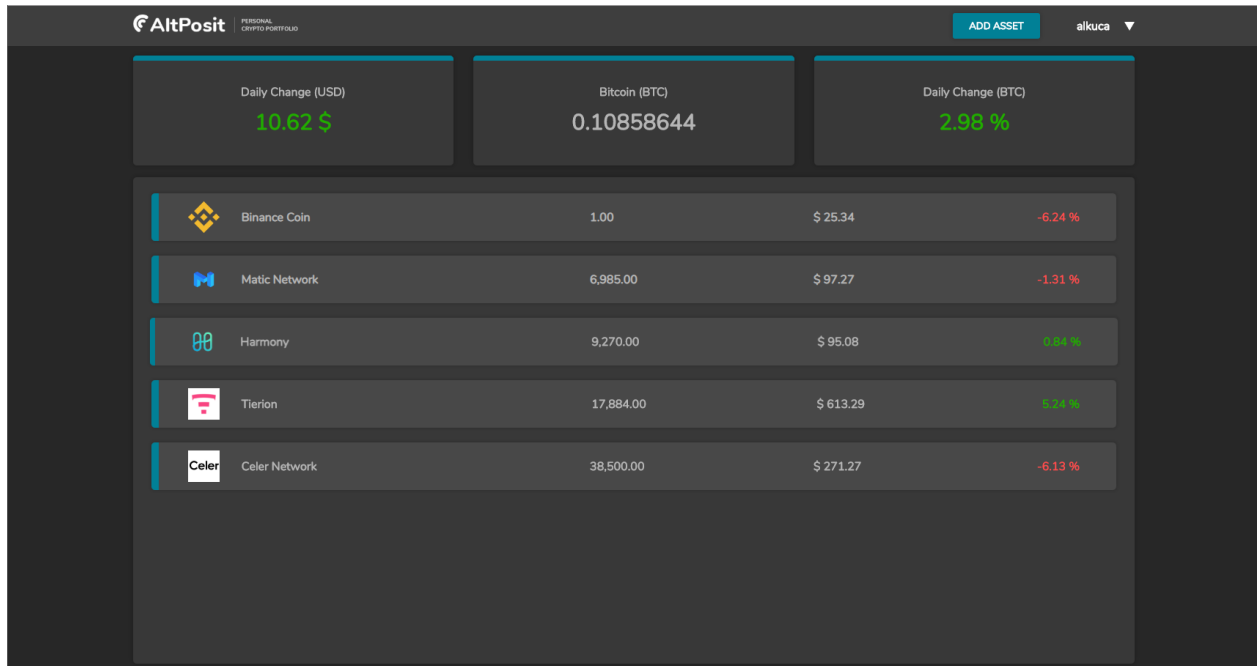 AltPosit
PERSONAL
CRYPTO PORTFOLIO
ADD ASSET
alkuca ▼
Daily Change (USD)
10.62 $
Bitcoin (BTC)
0.10858644
Daily Change (BTC)
2.98 %
Binance Coin 1.00 $ 25.34 -6.24 %
Matic Network 6,985.00 $ 97.27 -1.31 %
Harmony 9,270.00 $ 95.08 0.84 %
Tierion 17,884.00 $ 613.29 5.24 %
Celer Celer Network 38,500.00 $ 271.27 -6.13 %